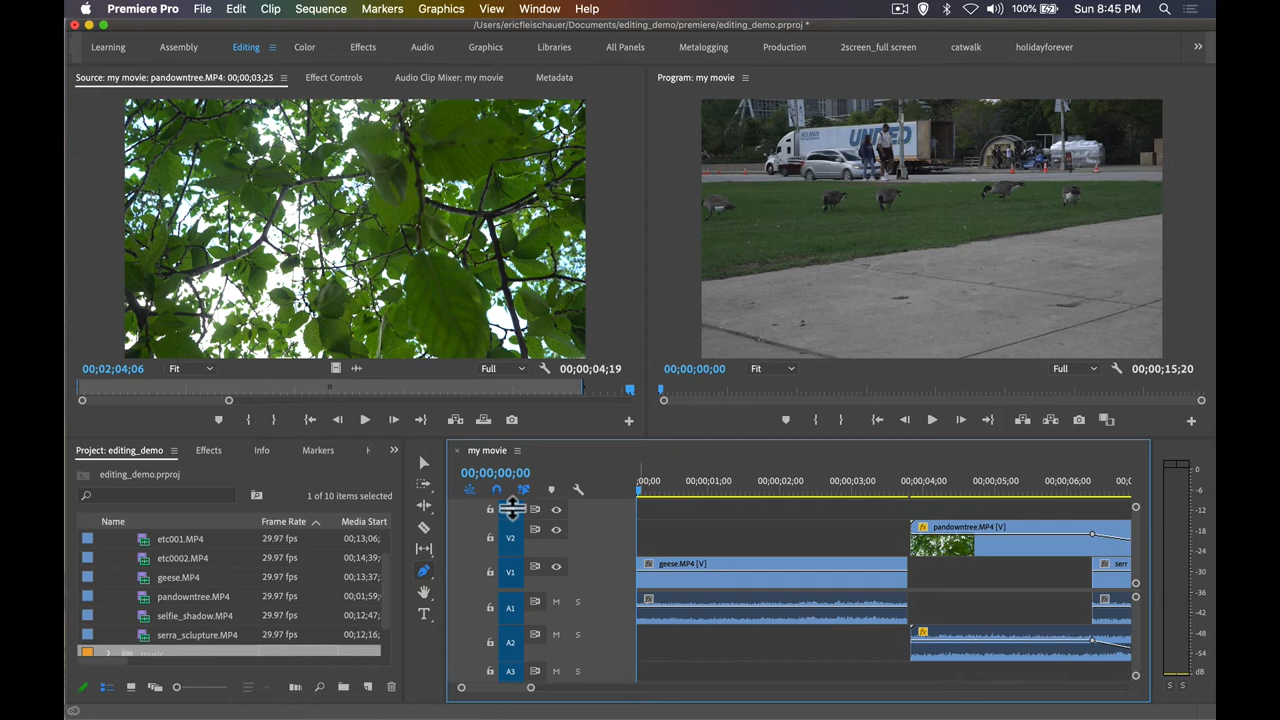 Premiere Pro File Edit Clip Sequence Markers Graphics View Window Help 100% Sun 8:45 PM
/Users/ericfleischauer/Documents/editing_demo/premiere/editing_demo.prproj *
Learning Assembly Editing Color Effects Audio Graphics Libraries All Panels Metalogging Production 2screen_full screen catwalk holidayforever
Source: my movie: pandowntree.MP4: 00;00;03;25 Effect Controls Audio Clip Mixer: my movie Metadata
Program: my movie
HOLMAN UNITED
00;02;04;06 Fit Full 00;00;04;19
00;00;00;00 Fit Full 00;00;15;20
Project: editing_demo Effects Info Markers
editing_demo.prproj
1 of 10 items selected
Name Frame Rate Media Start
etc001.MP4 29.97 fps 00;13;06;
etc0002.MP4 29.97 fps 00;14;39;
geese.MP4 29.97 fps 00;13;37;
pandowntree.MP4 29.97 fps 00;01;59;
selfie_shadow.MP4 29.97 fps 00;12;47;
serra_sclupture.MP4 29.97 fps 00;12;16;
my movie
00;00;00;00
;00;00 00;00;01;00 00;00;02;00 00;00;03;00 00;00;04;00 00;00;05;00 00;00;06;00 00;0
V2
pandowntree.MP4 [V]
V1
geese.MP4 [V]
serr
A1 M S
A2 M S
A3 M S
0
-6
-12
-18
-24
-30
-36
-42
-48
-54
dB
S S